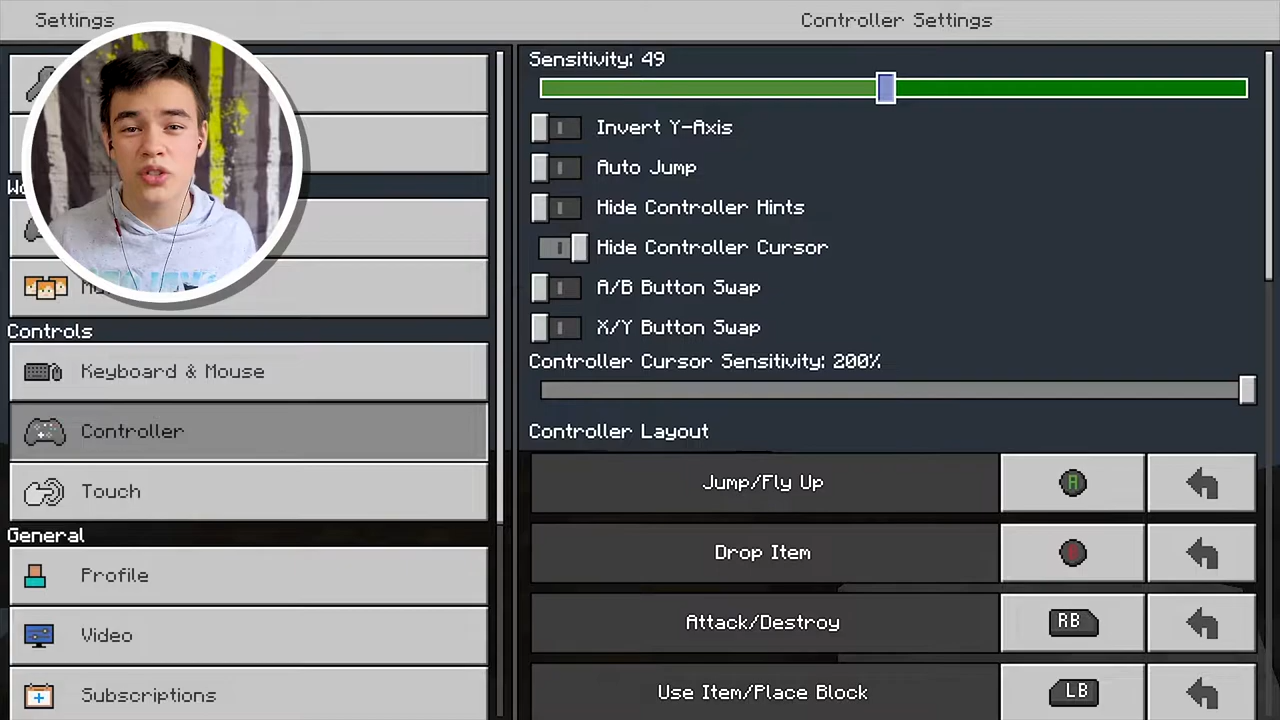 Settings
Controller Settings
Controls
Keyboard & Mouse
Controller
Touch
General
Profile
Video
Subscriptions
Sensitivity: 49
Invert Y-Axis
Auto Jump
Hide Controller Hints
Hide Controller Cursor
A/B Button Swap
X/Y Button Swap
Controller Cursor Sensitivity: 200%
Controller Layout
Jump/Fly Up
A
Drop Item
Attack/Destroy
RB
Use Item/Place Block
LB